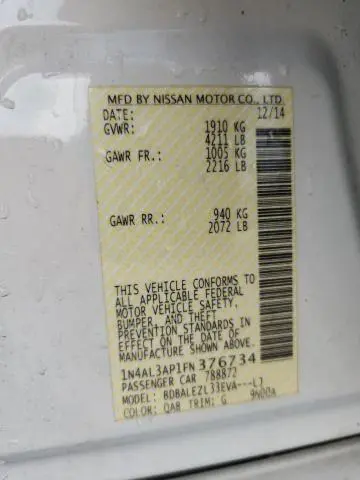 MFD BY NISSAN MOTOR CO., LTD.
DATE: 12/14
GVWR: 1910 KG
4211 LB
GAWR FR.: 1005 KG
2216 LB
GAWR RR.: 940 KG
2072 LB
THIS VEHICLE CONFORMS TO
ALL APPLICABLE FEDERAL
MOTOR VEHICLE SAFETY,
BUMPER, AND THEFT
PREVENTION STANDARDS IN
EFFECT ON THE DATE OF
MANUFACTURE SHOWN ABOVE.
1N4AL3AP1FN376734
PASSENGER CAR 788872
MODEL: BDBALEZL33EVA---LJ
COLOR: QAB TRIM: G 9N00A